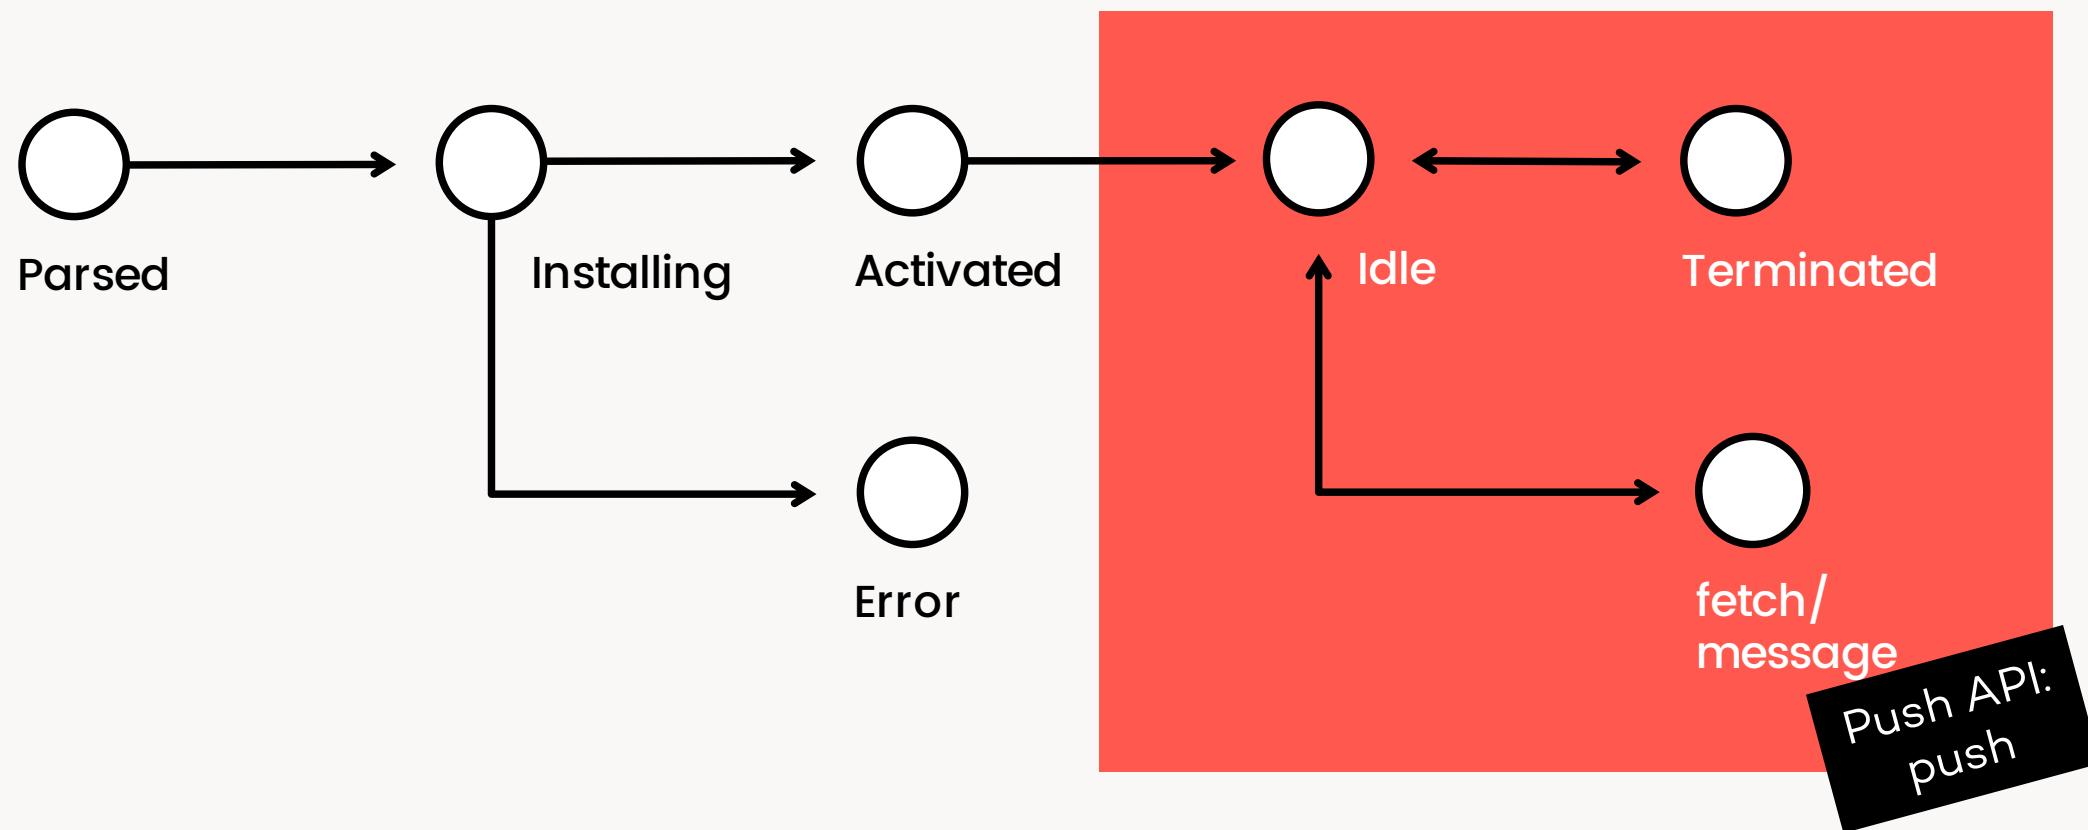 Parsed
Installing
Activated
Idle
Terminated
Error
fetch/
message
Push API:
push